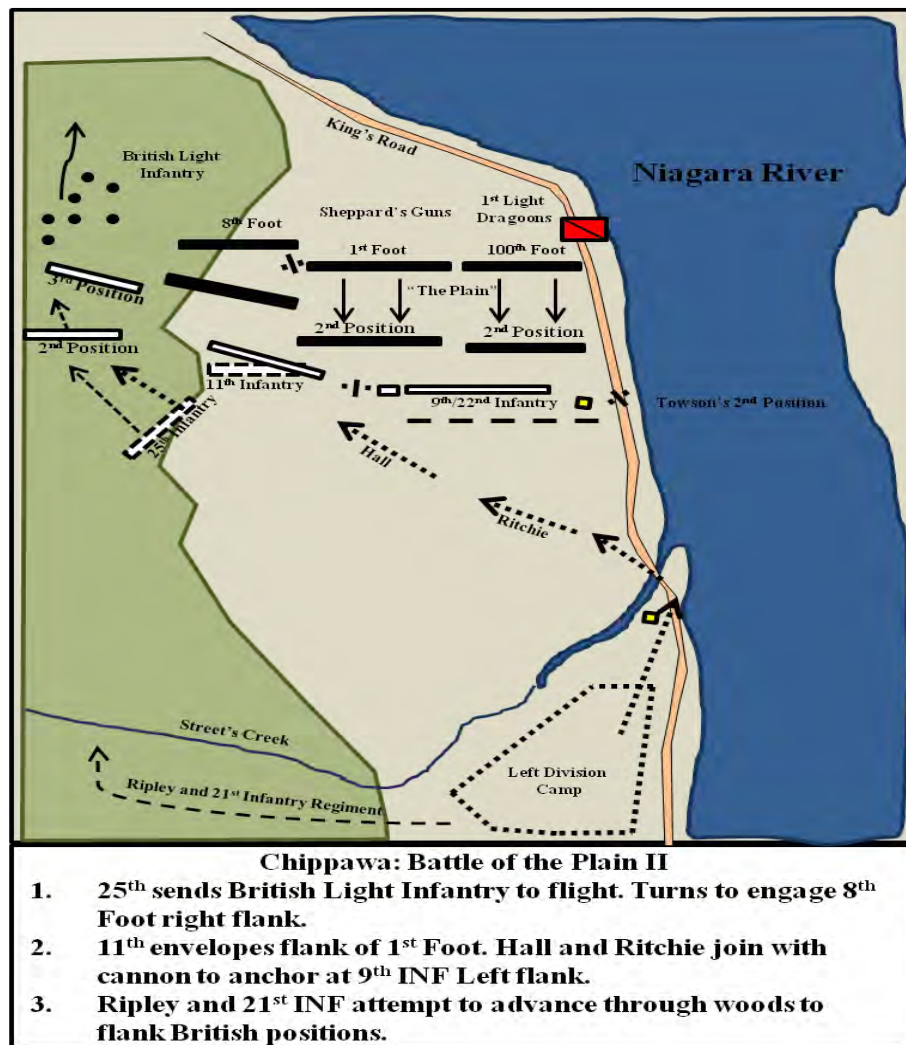 King's Road
British Light
Infantry
Niagara River
8th Foot
Sheppard's Guns
1st Light
Dragoons
1st Foot
100th Foot
"The Plain"
3rd Position
2nd Position
2nd Position
2nd Position
11th Infantry
25th Infantry
9th/22nd Infantry
Towson's 2nd Position
Hall
Ritchie
Street's Creek
Ripley and 21st Infantry Regiment
Left Division
Camp
Chippawa: Battle of the Plain II
1. 25th sends British Light Infantry to flight. Turns to engage 8th
Foot right flank.
2. 11th envelopes flank of 1st Foot. Hall and Ritchie join with
cannon to anchor at 9th INF Left flank.
3. Ripley and 21st INF attempt to advance through woods to
flank British positions.